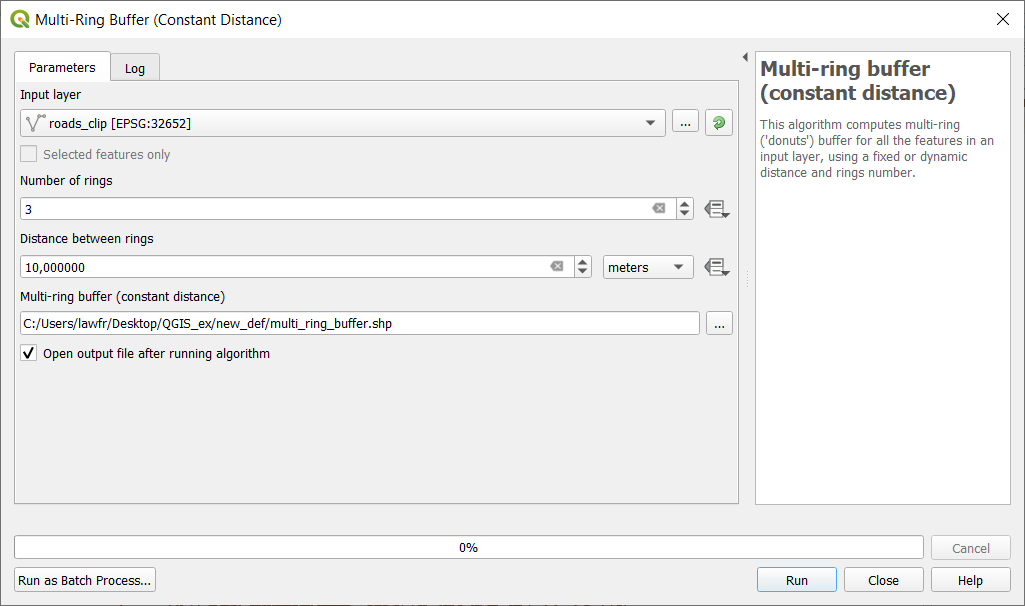 Multi-Ring Buffer (Constant Distance)
Parameters
Log
Input layer
roads_clip [EPSG:32652]
...
Selected features only
Number of rings
3
Distance between rings
10,000000
meters
Multi-ring buffer (constant distance)
C:/Users/lawfr/Desktop/QGIS_ex/new_def/multi_ring_buffer.shp
...
Open output file after running algorithm
Multi-ring buffer
(constant distance)
This algorithm computes multi-ring
('donuts') buffer for all the features in an
input layer, using a fixed or dynamic
distance and rings number.
0%
Cancel
Run as Batch Process...
Run
Close
Help